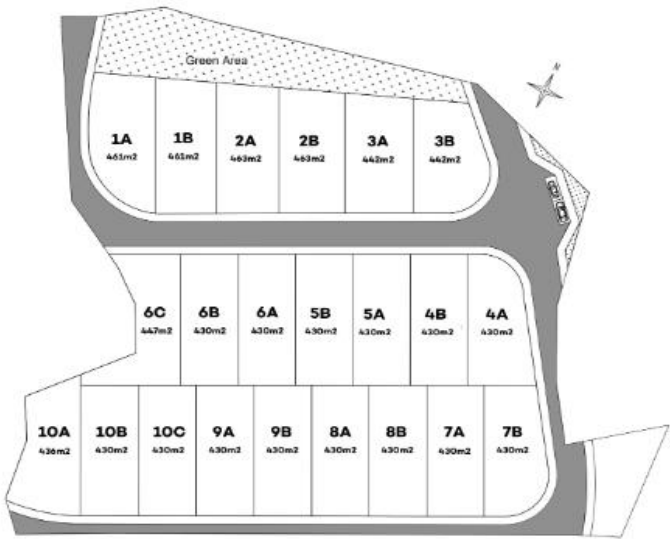 Green Area
N
1A
461m2
1B
461m2
2A
463m2
2B
463m2
3A
442m2
3B
442m2
6C
447m2
6B
430m2
6A
430m2
5B
430m2
5A
430m2
4B
430m2
4A
430m2
10A
436m2
10B
430m2
10C
430m2
9A
430m2
9B
430m2
8A
430m2
8B
430m2
7A
430m2
7B
430m2